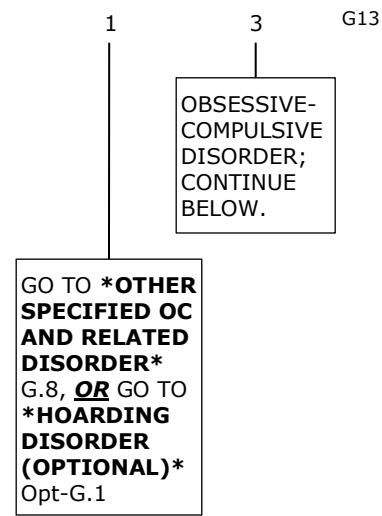 1 3 G13
OBSESSIVE-
COMPULSIVE
DISORDER;
CONTINUE
BELOW.
GO TO *OTHER
SPECIFIED OC
AND RELATED
DISORDER*
G.8, OR GO TO
*HOARDING
DISORDER
(OPTIONAL)*
Opt-G.1